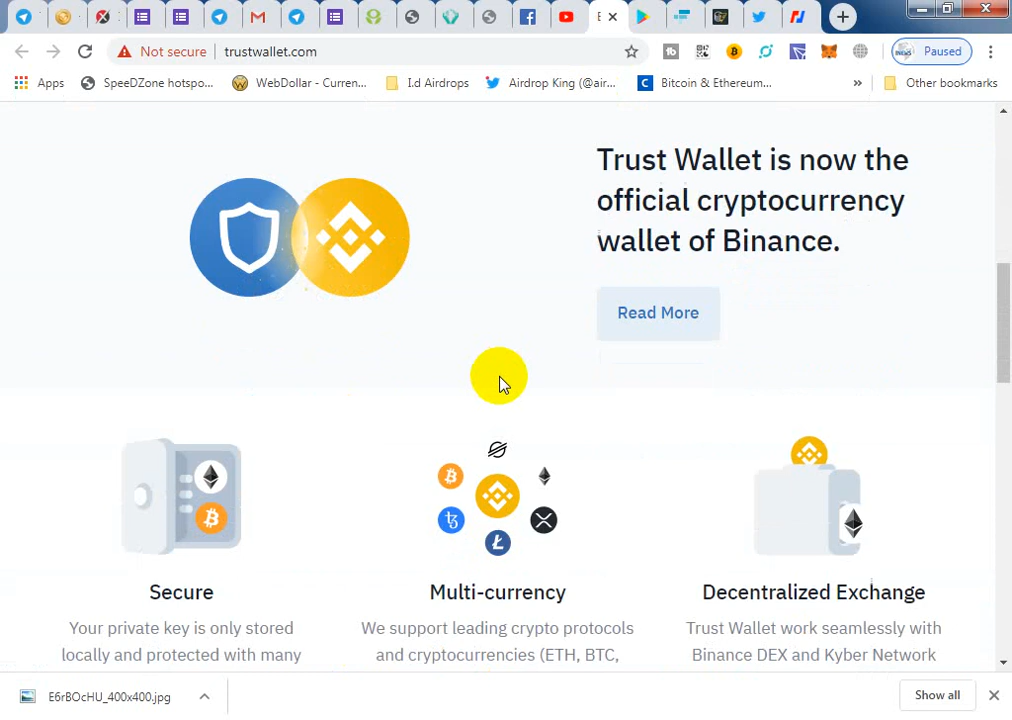 E
Not secure
trustwallet.com
Paused
Apps
SpeeDZone hotspo...
WebDollar - Curren...
I.d Airdrops
Airdrop King (@air...
Bitcoin & Ethereum...
»
Other bookmarks
Trust Wallet is now the
official cryptocurrency
wallet of Binance.
Read More
Secure
Your private key is only stored
locally and protected with many
Multi-currency
We support leading crypto protocols
and cryptocurrencies (ETH, BTC,
Decentralized Exchange
Trust Wallet work seamlessly with
Binance DEX and Kyber Network
E6rBOcHU_400x400.jpg
Show all